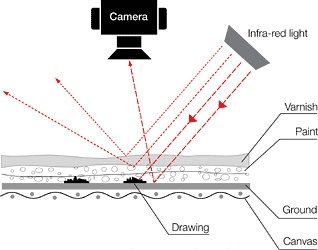 Camera
Infra-red light
Varnish
Paint
Ground
Drawing
Canvas